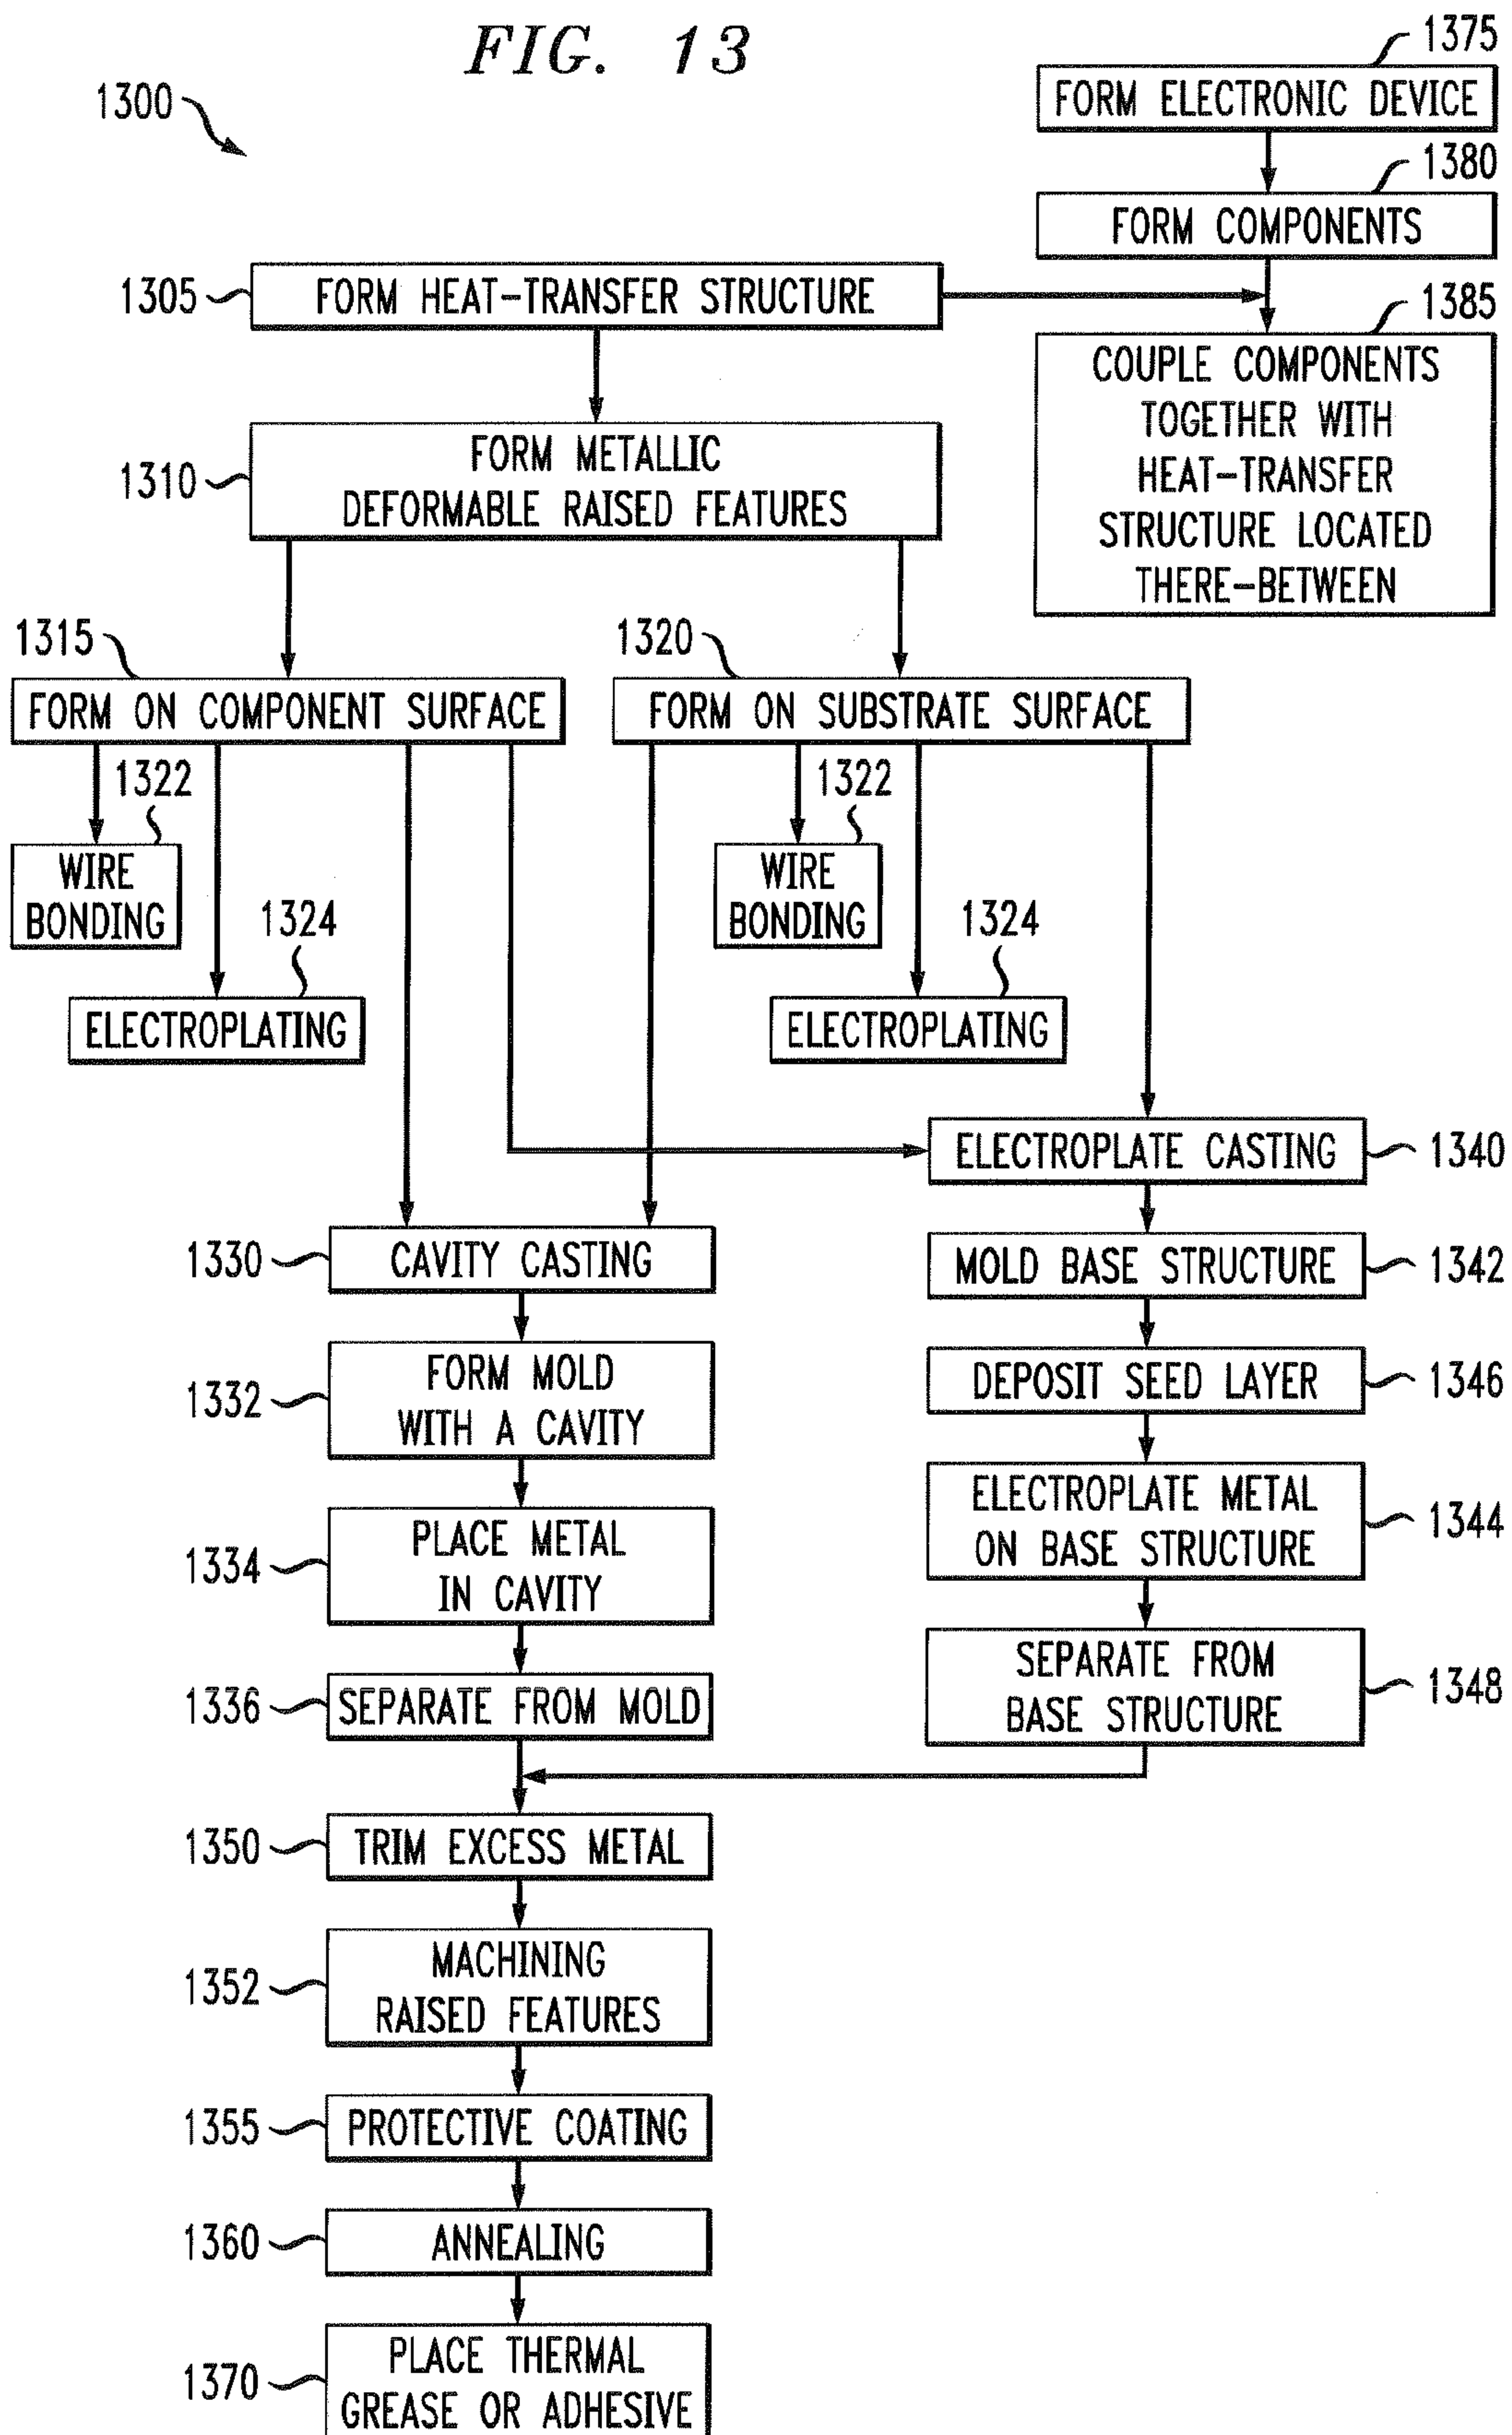 FIG. 13
1300
1375
FORM ELECTRONIC DEVICE
1380
FORM COMPONENTS
1305
FORM HEAT-TRANSFER STRUCTURE
1385
COUPLE COMPONENTS
TOGETHER WITH
HEAT-TRANSFER
STRUCTURE LOCATED
THERE-BETWEEN
1310
FORM METALLIC
DEFORMABLE RAISED FEATURES
1315
FORM ON COMPONENT SURFACE
1320
FORM ON SUBSTRATE SURFACE
1322
WIRE
BONDING
1324
ELECTROPLATING
1322
WIRE
BONDING
1324
ELECTROPLATING
ELECTROPLATE CASTING
1340
1330
CAVITY CASTING
MOLD BASE STRUCTURE
1342
1332
FORM MOLD
WITH A CAVITY
DEPOSIT SEED LAYER
1346
ELECTROPLATE METAL
ON BASE STRUCTURE
1344
1334
PLACE METAL
IN CAVITY
SEPARATE FROM
BASE STRUCTURE
1348
1336
SEPARATE FROM MOLD
1350
TRIM EXCESS METAL
1352
MACHINING
RAISED FEATURES
1355
PROTECTIVE COATING
1360
ANNEALING
1370
PLACE THERMAL
GREASE OR ADHESIVE